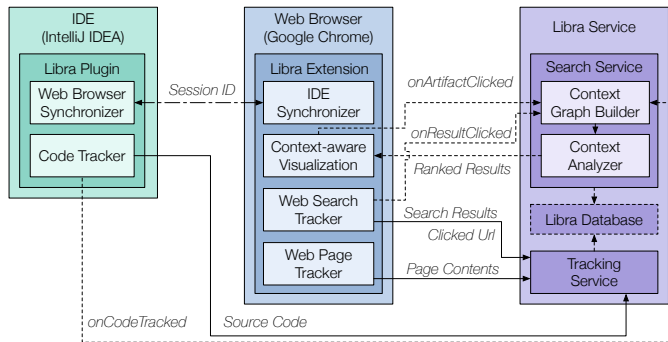 IDE
(IntelliJ IDEA)
Libra Plugin
Web Browser
Synchronizer
Code Tracker
Session ID
Web Browser
(Google Chrome)
Libra Extension
IDE
Synchronizer
Context-aware
Visualization
Web Search
Tracker
Web Page
Tracker
onArtifactClicked
onResultClicked
Ranked Results
Search Results
Clicked Url
Page Contents
Libra Service
Search Service
Context
Graph Builder
Context
Analyzer
Libra Database
Tracking
Service
onCodeTracked
Source Code